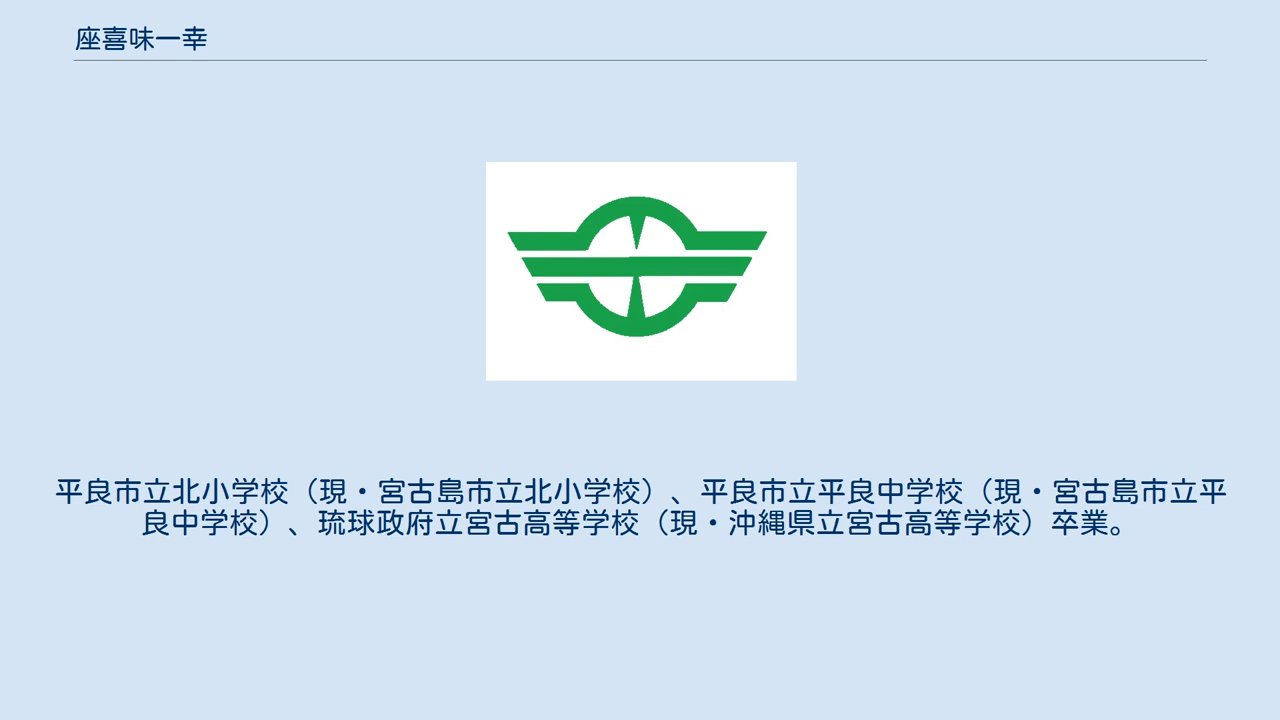 座喜味一幸
平良市立北小学校（現・宮古島市立北小学校）、平良市立平良中学校（現・宮古島市立平
良中学校）、琉球政府立宮古高等学校（現・沖縄県立宮古高等学校）卒業。